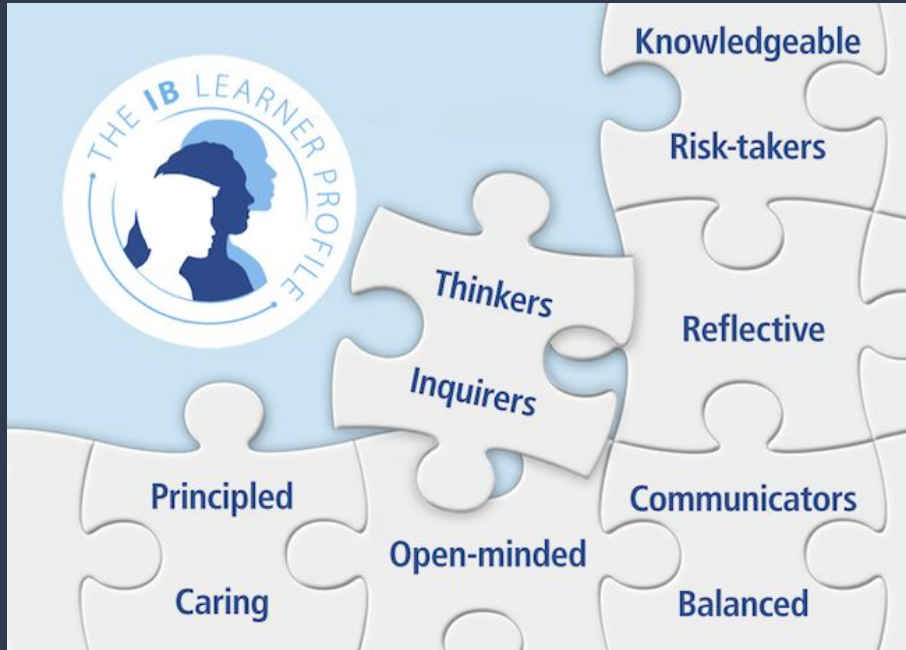 THE IB LEARNER PROFILE
Knowledgeable
Risk-takers
Thinkers
Inquirers
Reflective
Principled
Caring
Open-minded
Communicators
Balanced